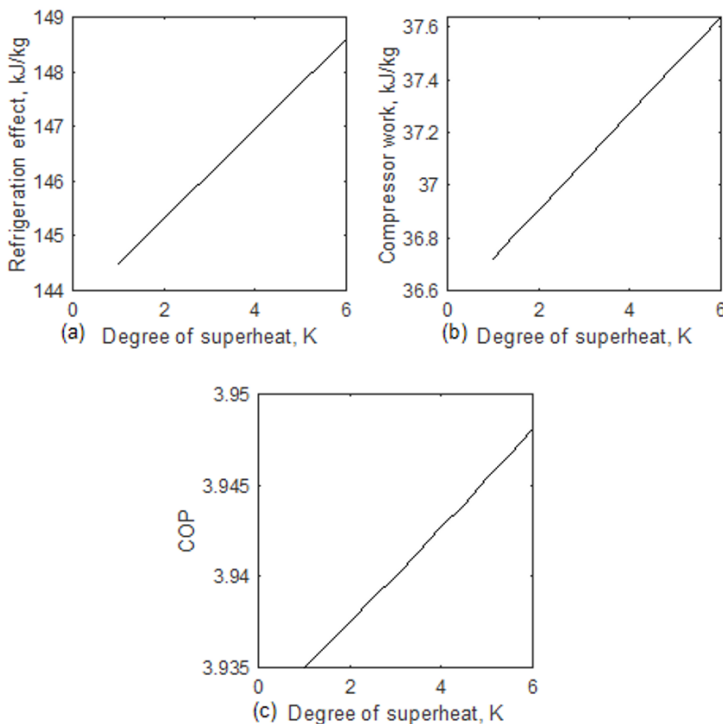 149
148
147
146
145
144
Refrigeration effect, kJ/kg
0 2 4 6
(a) Degree of superheat, K
37.6
37.4
37.2
37
36.8
36.6
Compressor work, kJ/kg
0 2 4 6
(b) Degree of superheat, K
3.95
3.945
3.94
3.935
COP
0 2 4 6
(c) Degree of superheat, K